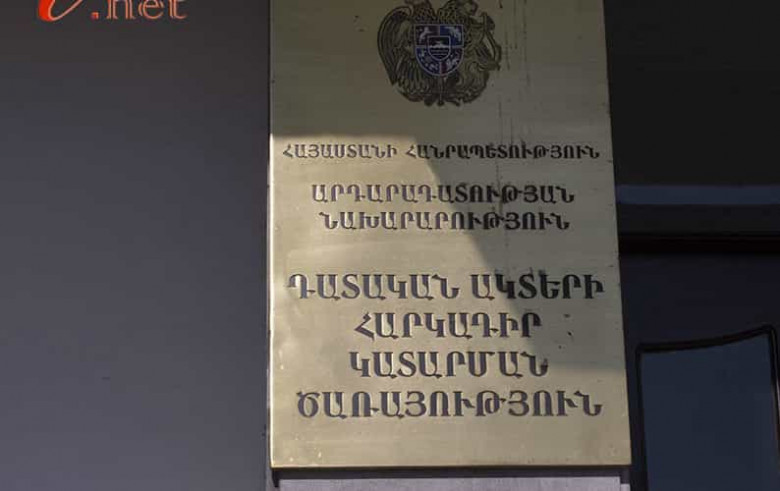 .net
ՀԱՅԱՍՏԱՆԻ ՀԱՆՐԱՊԵՏՈՒԹՅՈՒՆ
ԱՐԴԱՐԱԴԱՏՈՒԹՅԱՆ
ՆԱԽԱՐԱՐՈՒԹՅՈՒՆ
ԴԱՏԱԿԱՆ ԱԿՏԵՐԻ
ՀԱՐԿԱԴԻՐ
ԿԱՏԱՐՄԱՆ
ԾԱՌԱՅՈՒԹՅՈՒՆ